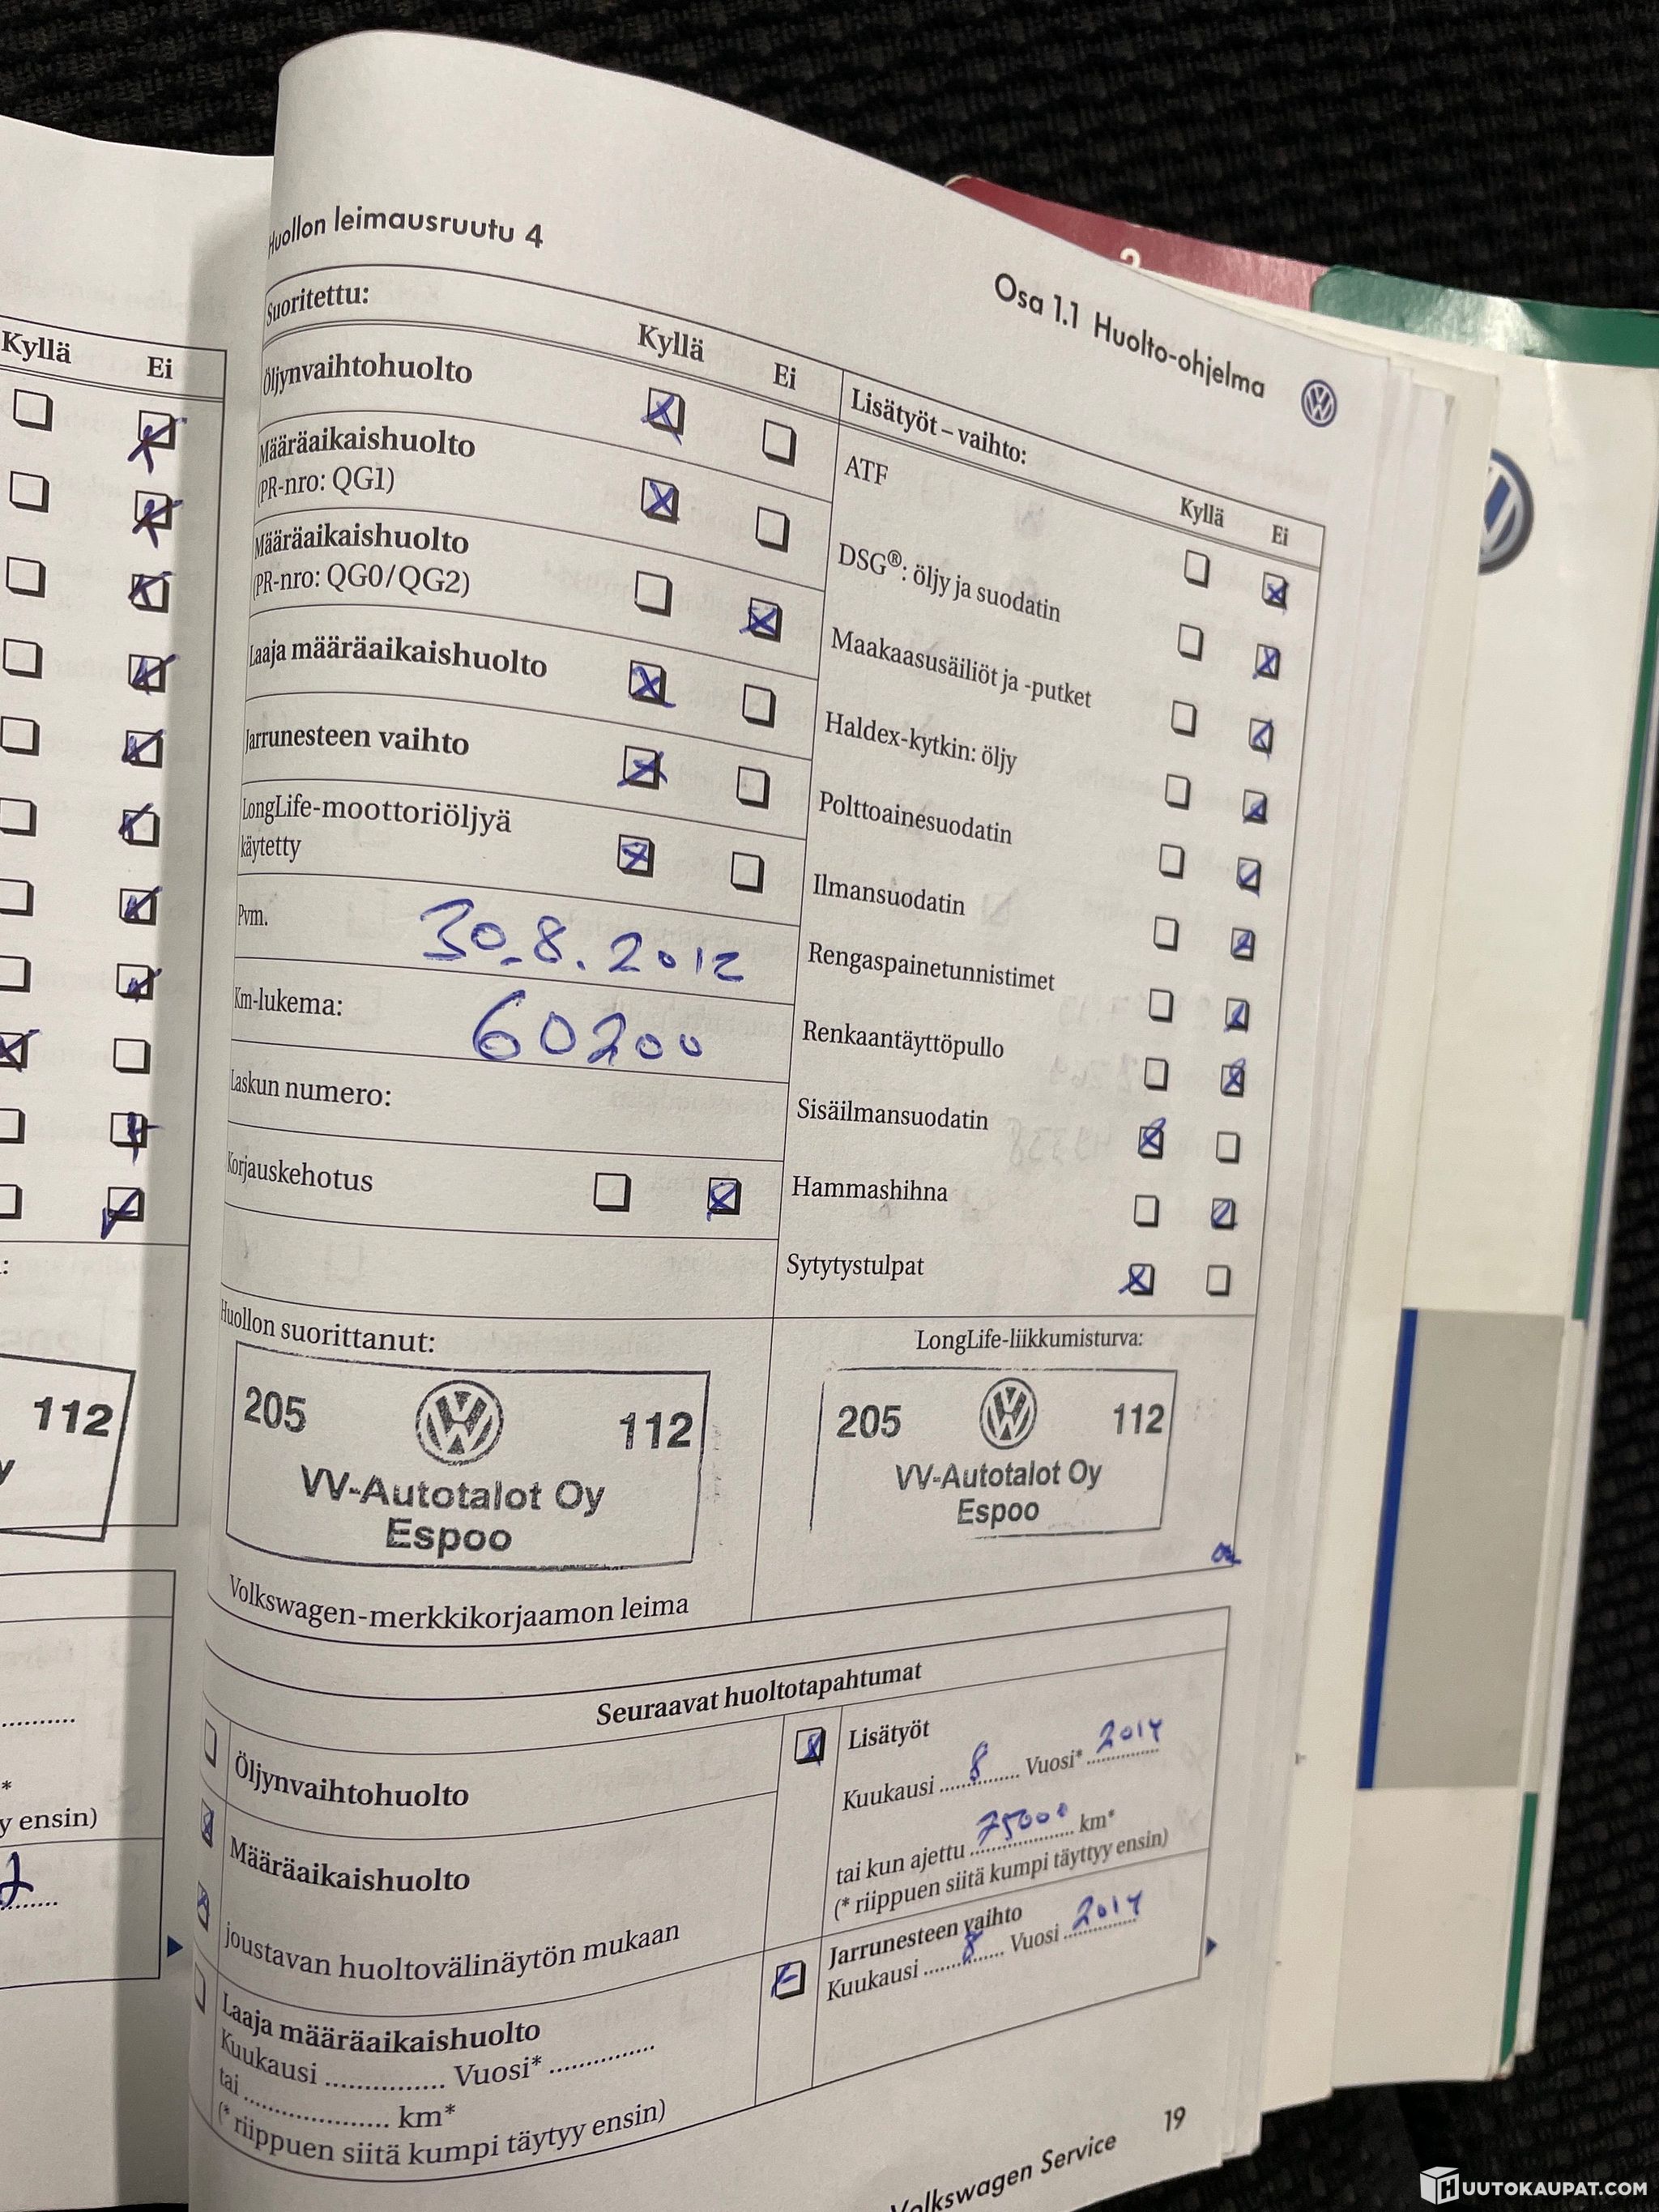 Kyllä Ei
112
y ensin)
Huollon leimausruutu 4
Osa 1.1 Huolto-ohjelma
Suoritettu:
Kyllä Ei
Öljynvaihtohuolto
Määräaikaishuolto
(PR-nro: QG1)
Määräaikaishuolto
(PR-nro: QG0/QG2)
Laaja määräaikaishuolto
Jarrunesteen vaihto
LongLife-moottoriöljyä
käytetty
Pvm. 30.8.2012
Km-lukema: 60200
Laskun numero:
Korjauskehotus
Lisätyöt – vaihto:
Kyllä Ei
ATF
DSG®: öljy ja suodatin
Maakaasusäiliöt ja -putket
Haldex-kytkin: öljy
Polttoainesuodatin
Ilmansuodatin
Rengaspainetunnistimet
Renkaantäyttöpullo
Sisäilmansuodatin
Hammashihna
Sytytystulpat
Huollon suorittanut:
205 112
VV-Autotalot Oy
Espoo
Volkswagen-merkkikorjaamon leima
LongLife-liikkumisturva:
205 112
VV-Autotalot Oy
Espoo
Seuraavat huoltotapahtumat
Öljynvaihtohuolto
Määräaikaishuolto
joustavan huoltovälinäytön mukaan
Laaja määräaikaishuolto
Kuukausi ................ Vuosi* ..............
tai ...................... km*
(* riippuen siitä kumpi täytyy ensin)
Lisätyöt
Kuukausi 8 Vuosi* 2014
tai kun ajettu 75000 km*
(* riippuen siitä kumpi täyttyy ensin)
Jarrunesteen vaihto
Kuukausi 8 Vuosi 2014
Volkswagen Service 19
HUUTOKAUPAT.COM